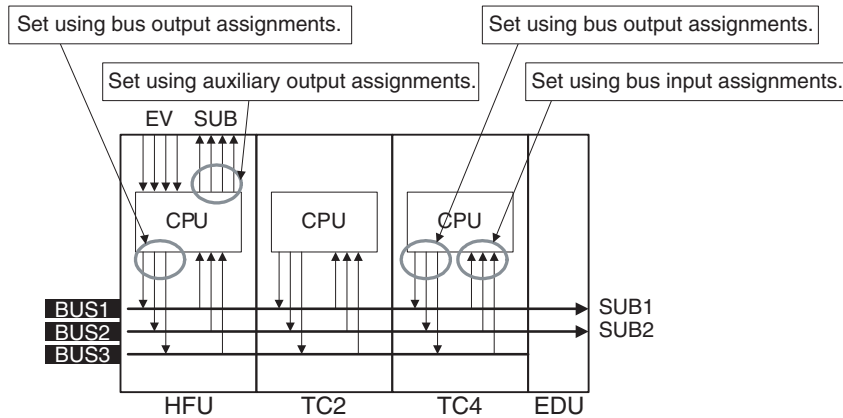 Set using bus output assignments.
Set using bus output assignments.
Set using auxiliary output assignments.
Set using bus input assignments.
EV SUB
CPU CPU CPU
BUS1 SUB1
BUS2 SUB2
BUS3
HFU TC2 TC4 EDU